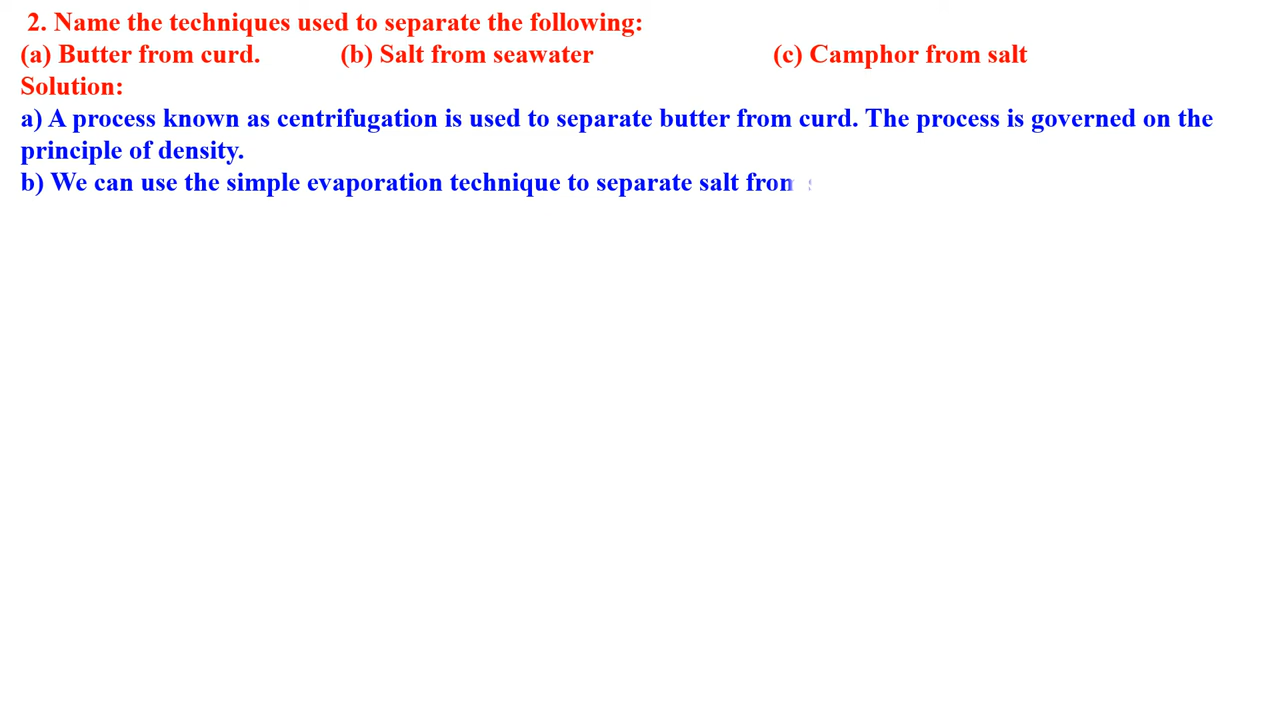 2. Name the techniques used to separate the following:
(a) Butter from curd. (b) Salt from seawater (c) Camphor from salt
Solution:
a) A process known as centrifugation is used to separate butter from curd. The process is governed on the
principle of density.
b) We can use the simple evaporation technique to separate salt from